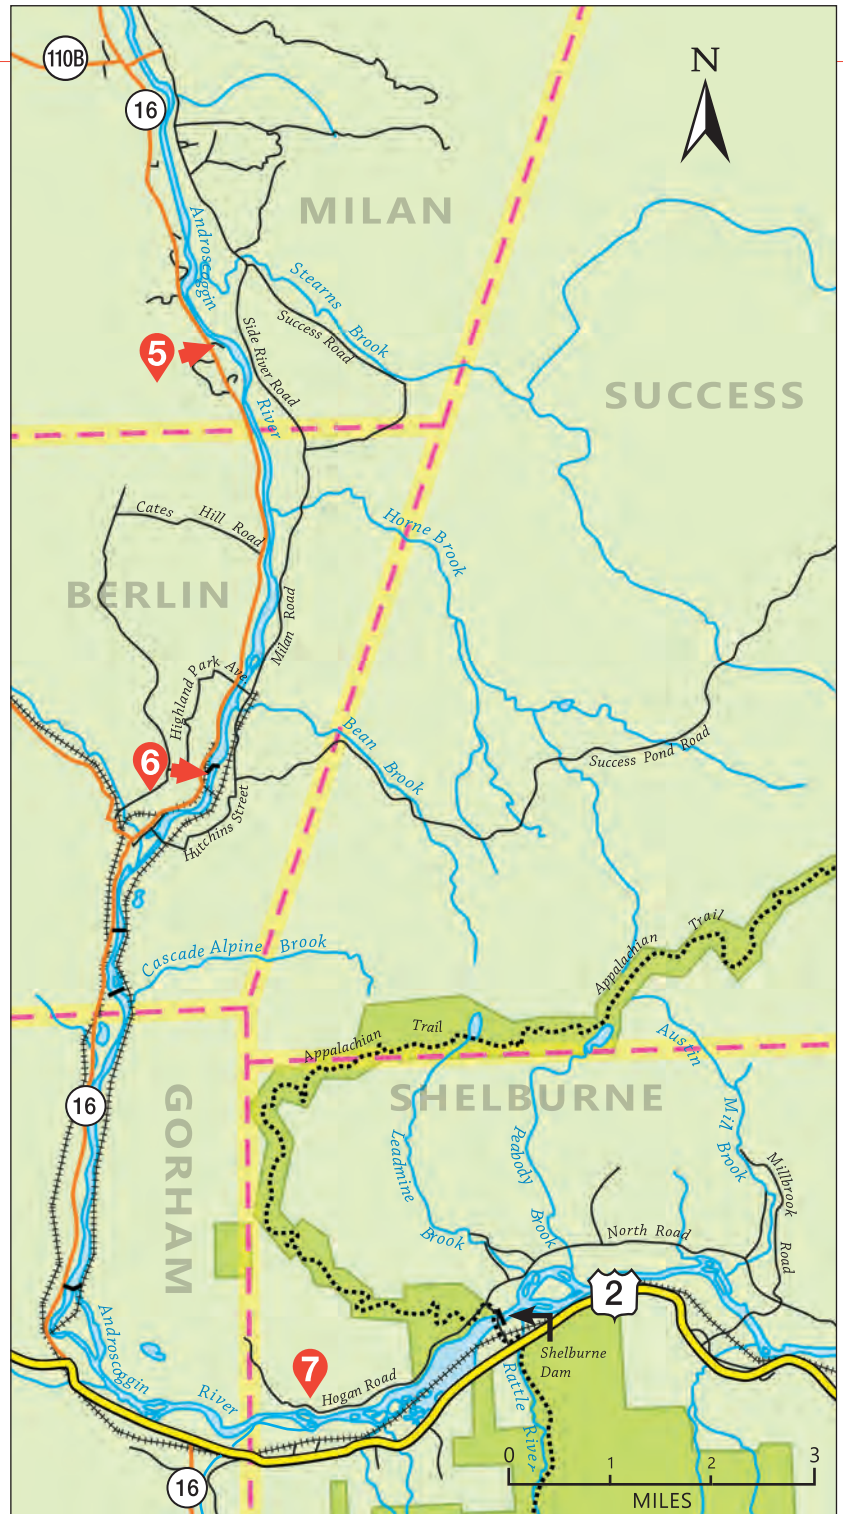 110B
N
16
MILAN
Androscoggin
Stearns
Brook
Success Road
5
Side River Road
SUCCESS
River
Cates Hill Road
Horne Brook
BERLIN
Milan Road
Highland Park Ave.
Bean Brook
Success Pond Road
6
Hutchins Street
Appalachian Trail
Cascade Alpine Brook
Appalachian Trail
Austin
Mill
Brook
16
GORHAM
SHELBURNE
Leadmine
Brook
Peabody
Brook
Millbrook
Road
North Road
2
Androscoggin
River
7
Hogan Road
Shelburne
Dam
Rattle
River
16
0 1 2 3
MILES